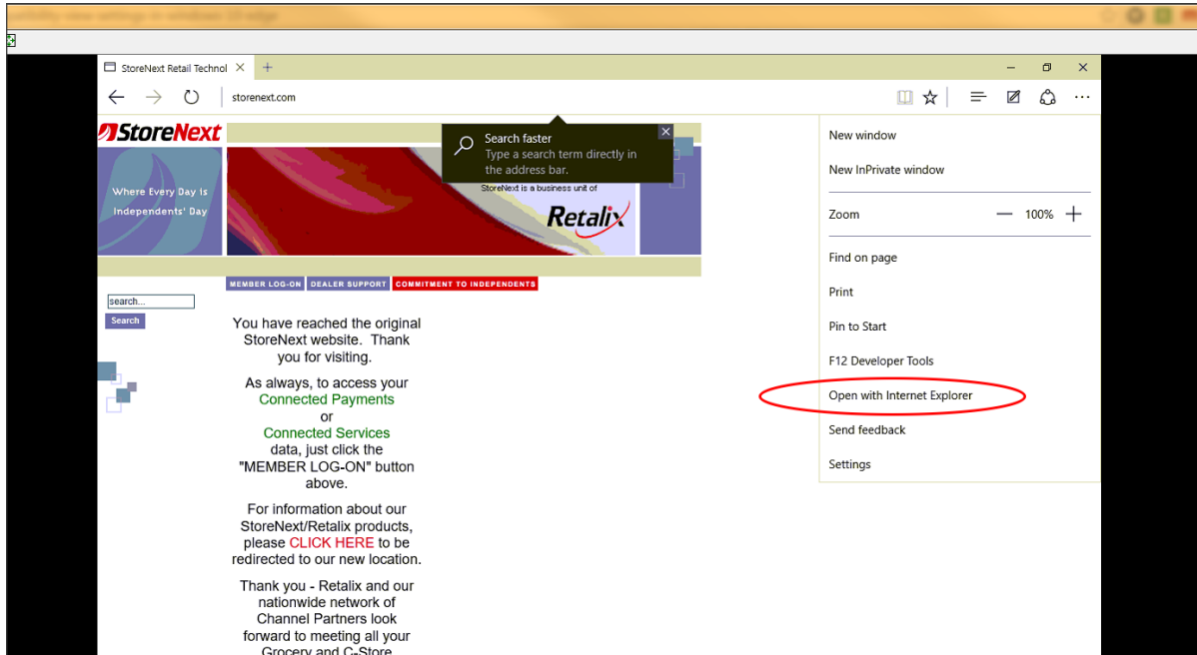 StoreNext Retail Technol
storenext.com
StoreNext
Search faster
Type a search term directly in
the address bar.
Where Every Day Is
Independents' Day
StoreNext is a business unit of
Retalix
MEMBER LOG-ON DEALER SUPPORT COMMITMENT TO INDEPENDENTS
search...
Search
You have reached the original
StoreNext website. Thank
you for visiting.
As always, to access your
Connected Payments
or
Connected Services
data, just click the
"MEMBER LOG-ON" button
above.
For information about our
StoreNext/Retalix products,
please CLICK HERE to be
redirected to our new location.
Thank you - Retalix and our
nationwide network of
Channel Partners look
forward to meeting all your
Grocery and C-Store
New window
New InPrivate window
Zoom 100%
Find on page
Print
Pin to Start
F12 Developer Tools
Open with Internet Explorer
Send feedback
Settings